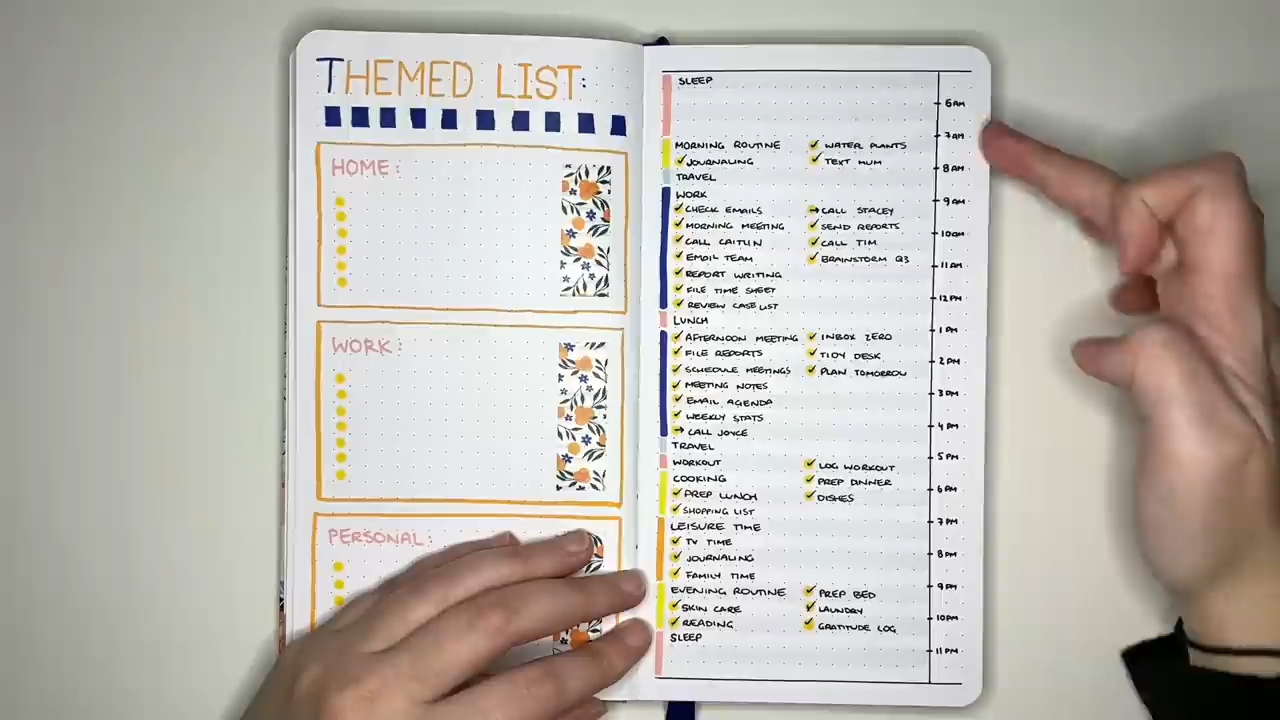 THEMED LIST:
HOME:
WORK:
PERSONAL:
SLEEP
6AM
7AM
MORNING ROUTINE ✓ WATER PLANTS
✓ JOURNALING ✓ TEXT MUM
8AM
TRAVEL
WORK
9AM
✓ CHECK EMAILS → CALL STACEY
✓ MORNING MEETING ✓ SEND REPORTS
10AM
✓ CALL CAITLIN ✓ CALL TIM
✓ EMAIL TEAM ✓ BRAINSTORM Q3
11AM
✓ REPORT WRITING
✓ FILE TIME SHEET
12PM
✓ REVIEW CASE LIST
LUNCH
1PM
✓ AFTERNOON MEETING ✓ INBOX ZERO
✓ FILE REPORTS ✓ TIDY DESK
2PM
✓ SCHEDULE MEETINGS ✓ PLAN TOMORROW
✓ MEETING NOTES
3PM
✓ EMAIL AGENDA
✓ WEEKLY STATS
4PM
→ CALL JOYCE
TRAVEL
5PM
WORKOUT ✓ LOG WORKOUT
COOKING ✓ PREP DINNER
6PM
✓ PREP LUNCH ✓ DISHES
✓ SHOPPING LIST
7PM
LEISURE TIME
✓ TV TIME
8PM
✓ JOURNALING
✓ FAMILY TIME
9PM
EVENING ROUTINE ✓ PREP BED
✓ SKIN CARE ✓ LAUNDRY
10PM
✓ READING ✓ GRATITUDE LOG
SLEEP
11PM